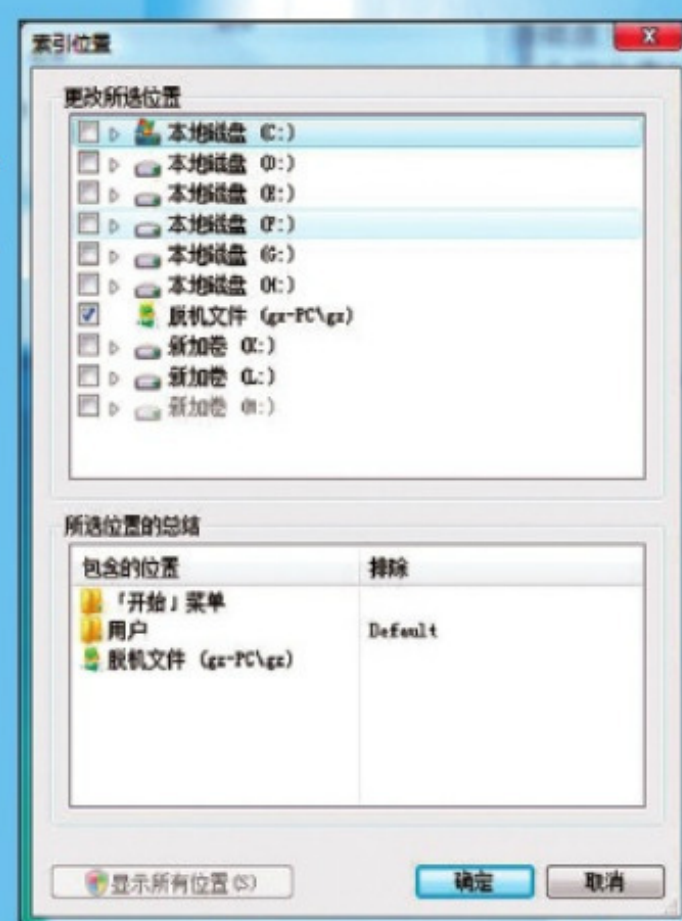 索引位置
更改所选位置
本地磁盘 (C:)
本地磁盘 (D:)
本地磁盘 (E:)
本地磁盘 (F:)
本地磁盘 (G:)
本地磁盘 (H:)
脱机文件 (gz-PC\gz)
新加卷 (K:)
新加卷 (L:)
新加卷 (M:)
所选位置的总结
包含的位置 排除
「开始」菜单
用户 Default
脱机文件 (gz-PC\gz)
显示所有位置(S) 确定 取消